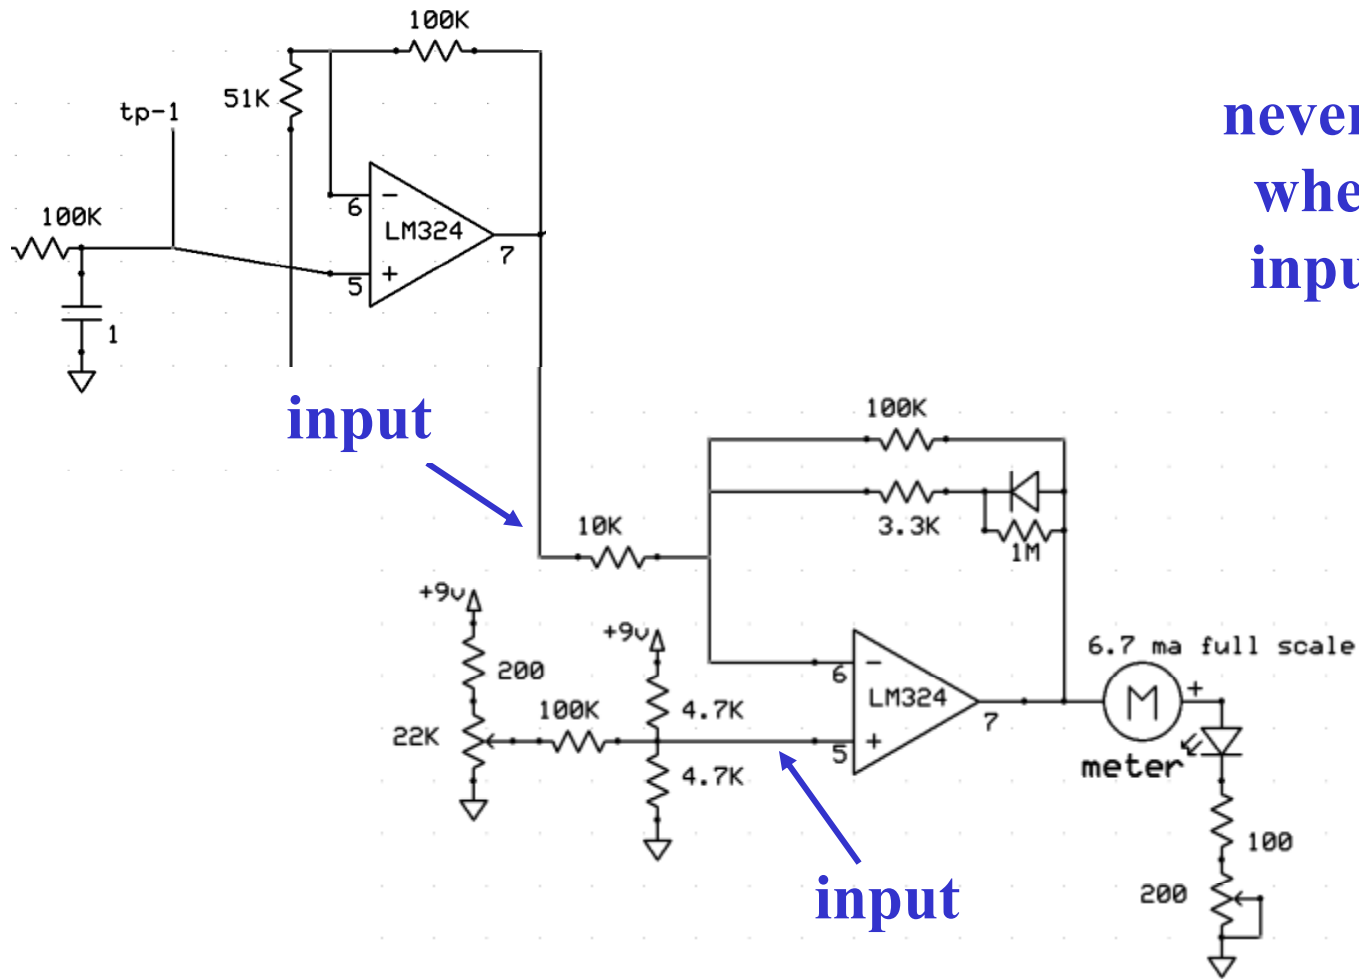 100K
51K
tp-1
100K
6
LM324
7
5
1
input
100K
3.3K
1M
10K
+9v
+9v
200
100K
4.7K
22K
4.7K
6
LM324
7
5
6.7 ma full scale
M
+
meter
100
200
input
whe
inpu